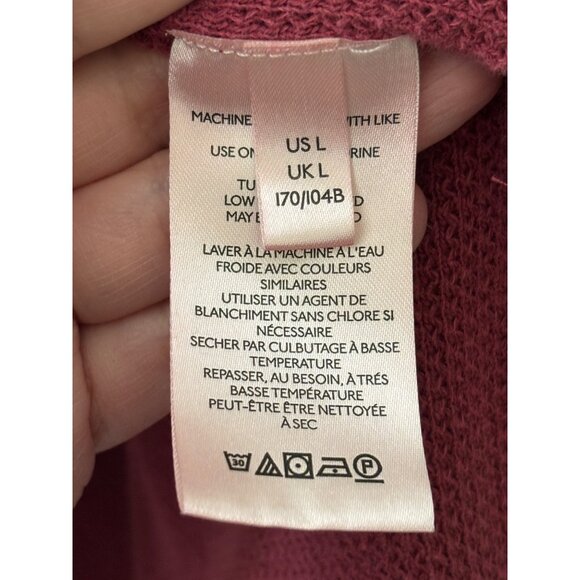 MACHINE
WITH LIKE
USE ON
RINE
TU
LOW
MAY
US L
UK L
170/104B
LAVER À LA MACHINE À L'EAU
FROIDE AVEC COULEURS
SIMILAIRES
UTILISER UN AGENT DE
BLANCHIMENT SANS CHLORE SI
NÉCESSAIRE
SECHER PAR CULBUTAGE À BASSE
TEMPERATURE
REPASSER, AU BESOIN, À TRÉS
BASSE TEMPÉRATURE
PEUT-ÊTRE ÊTRE NETTOYÉE
À SEC
30
P